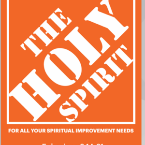 THE
HOLY
SPIRIT
FOR ALL YOUR SPIRITUAL IMPROVEMENT NEEDS